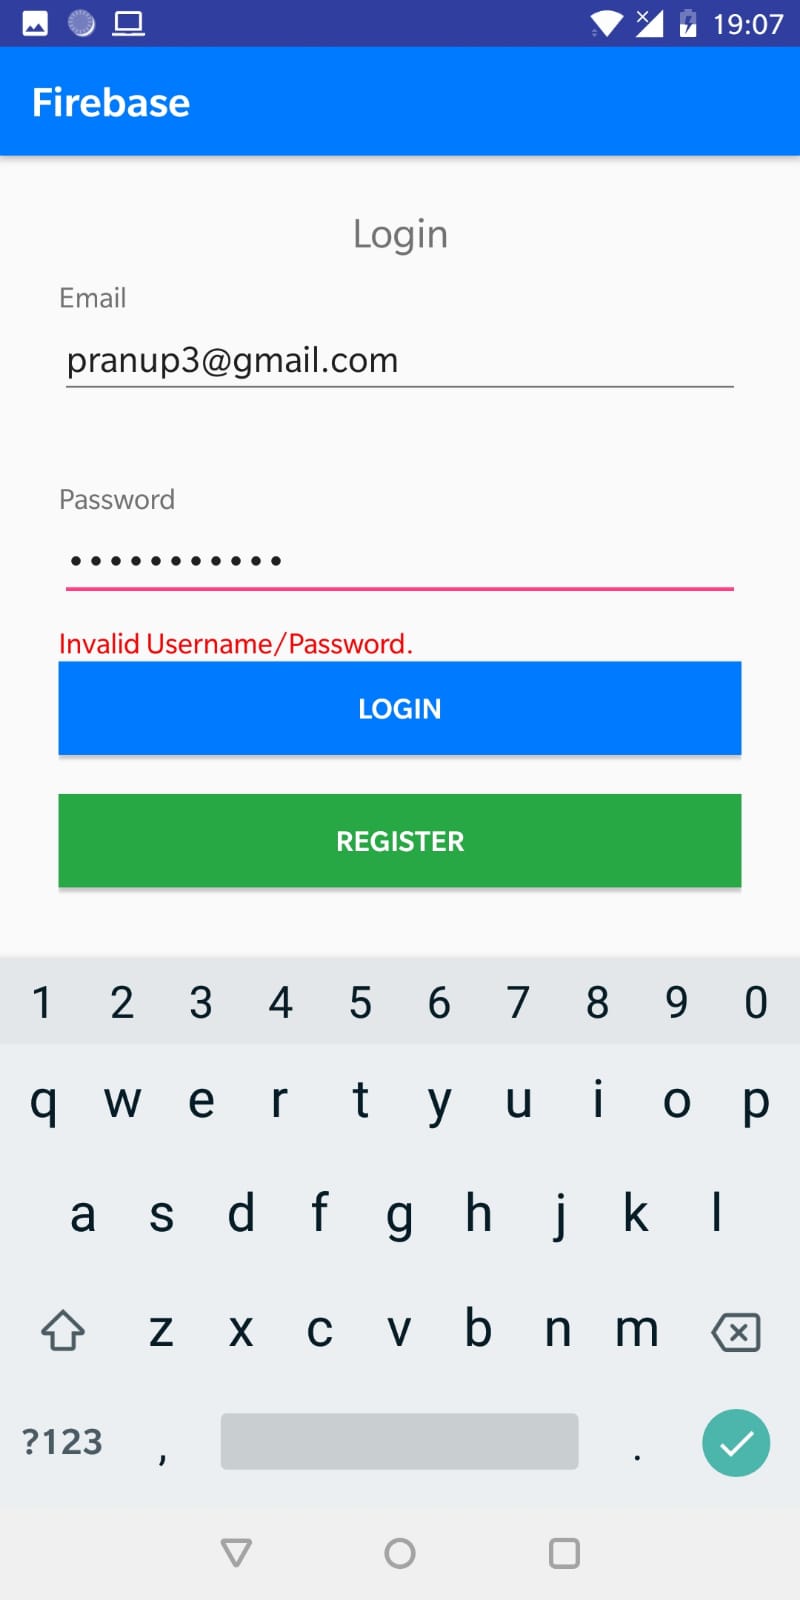 19:07
Firebase
Login
Email
pranup3@gmail.com
Password
•••••••••••
Invalid Username/Password.
LOGIN
REGISTER
1 2 3 4 5 6 7 8 9 0
q w e r t y u i o p
a s d f g h j k l
z x c v b n m
?123 , .